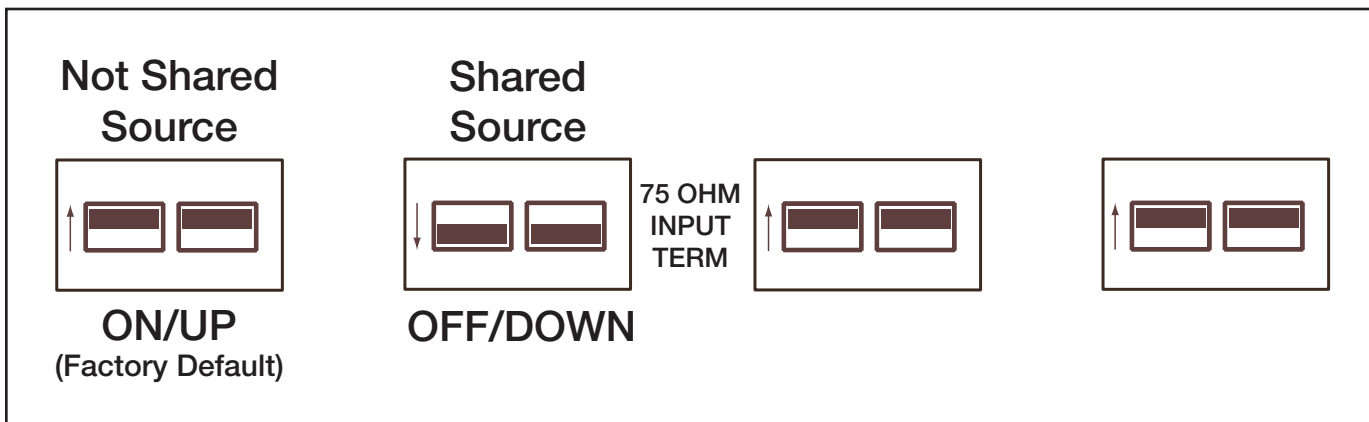 Not Shared
Source
ON/UP
(Factory Default)
Shared
Source
OFF/DOWN
75 OHM
INPUT
TERM